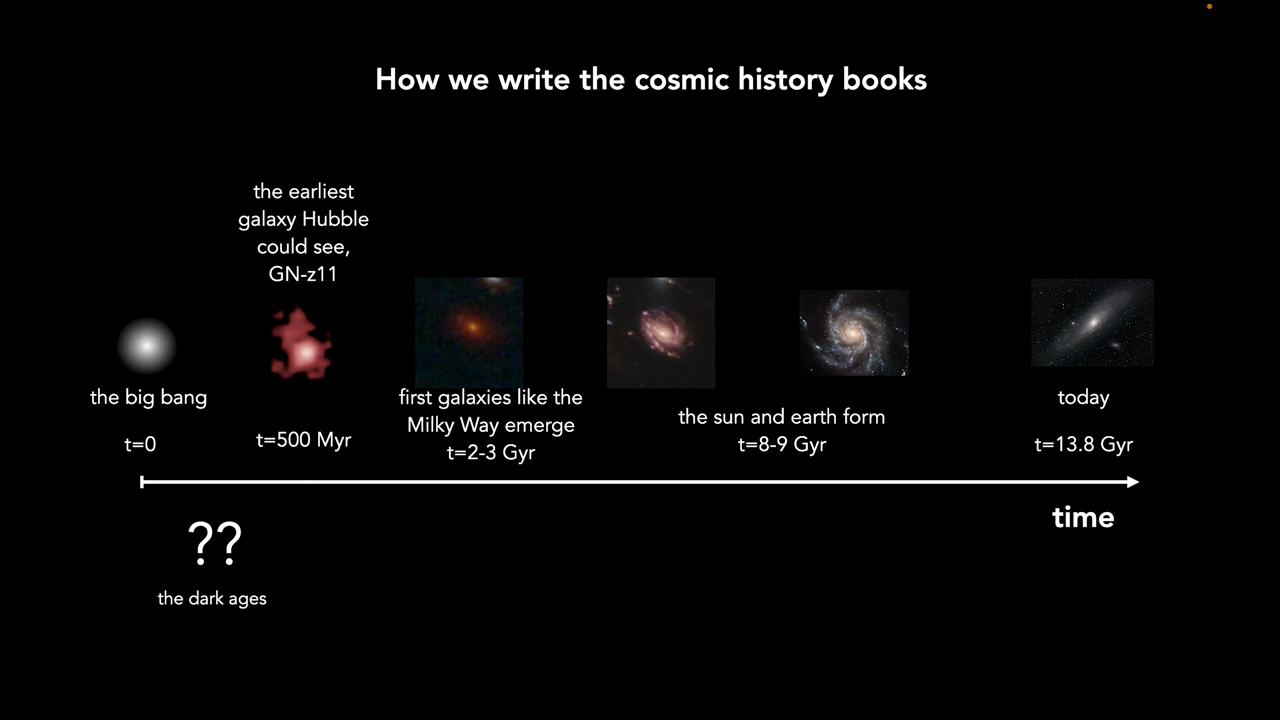 How we write the cosmic history books
the earliest
galaxy Hubble
could see,
GN-z11
the big bang
t=0
t=500 Myr
first galaxies like the
Milky Way emerge
t=2-3 Gyr
the sun and earth form
t=8-9 Gyr
today
t=13.8 Gyr
time
??
the dark ages